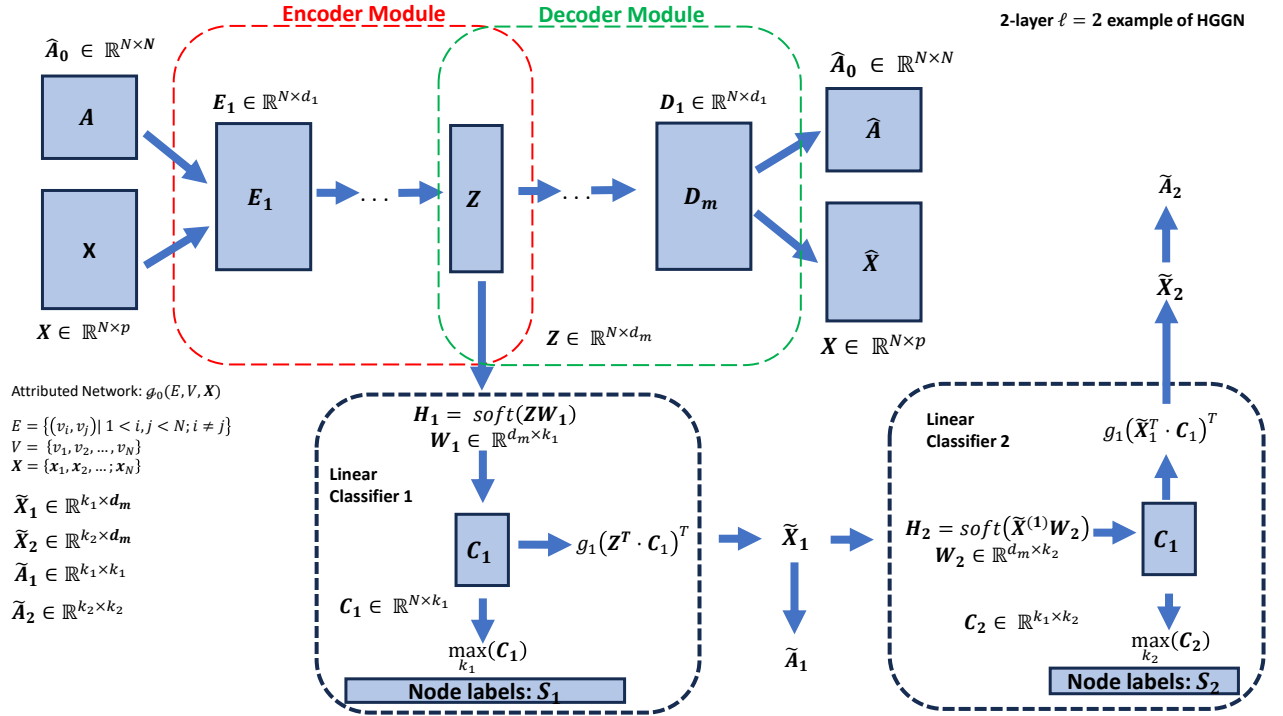 Encoder Module
Decoder Module
2-layer ℓ = 2 example of HGGN
Â₀ ∈ ℝ^{N×N}
A
X
X ∈ ℝ^{N×p}
E₁ ∈ ℝ^{N×d₁}
E₁
. . .
Z
. . .
Z ∈ ℝ^{N×d_m}
D₁ ∈ ℝ^{N×d₁}
D_m
Â₀ ∈ ℝ^{N×N}
Â
X̂
X ∈ ℝ^{N×p}
Attributed Network: 𝓰₀(E, V, X)
E = {(v_i, v_j)| 1 < i, j < N; i ≠ j}
V = {v₁, v₂, ..., v_N}
X = {x₁, x₂, ...; x_N}
X̃₁ ∈ ℝ^{k₁×d_m}
X̃₂ ∈ ℝ^{k₂×d_m}
Ã₁ ∈ ℝ^{k₁×k₁}
Ã₂ ∈ ℝ^{k₂×k₂}
H₁ = soft(ZW₁)
W₁ ∈ ℝ^{d_m×k₁}
Linear
Classifier 1
C₁
g₁(Z^T · C₁)^T
C₁ ∈ ℝ^{N×k₁}
max(C₁)
k₁
Node labels: S₁
X̃₁
Ã₁
Linear
Classifier 2
H₂ = soft(X̃^{(1)}W₂)
W₂ ∈ ℝ^{d_m×k₂}
C₁
g₁(X̃₁^T · C₁)^T
X̃₂
Ã₂
C₂ ∈ ℝ^{k₁×k₂}
max(C₂)
k₂
Node labels: S₂